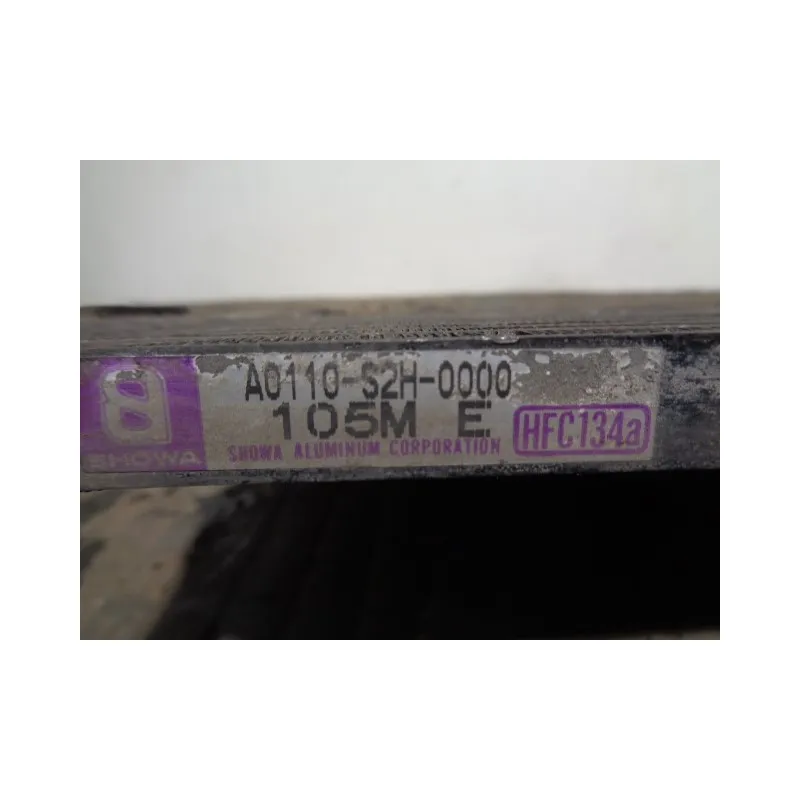 A0110-S2H-0000
105M E
SHOWA
SHOWA ALUMINUM CORPORATION
HFC134a